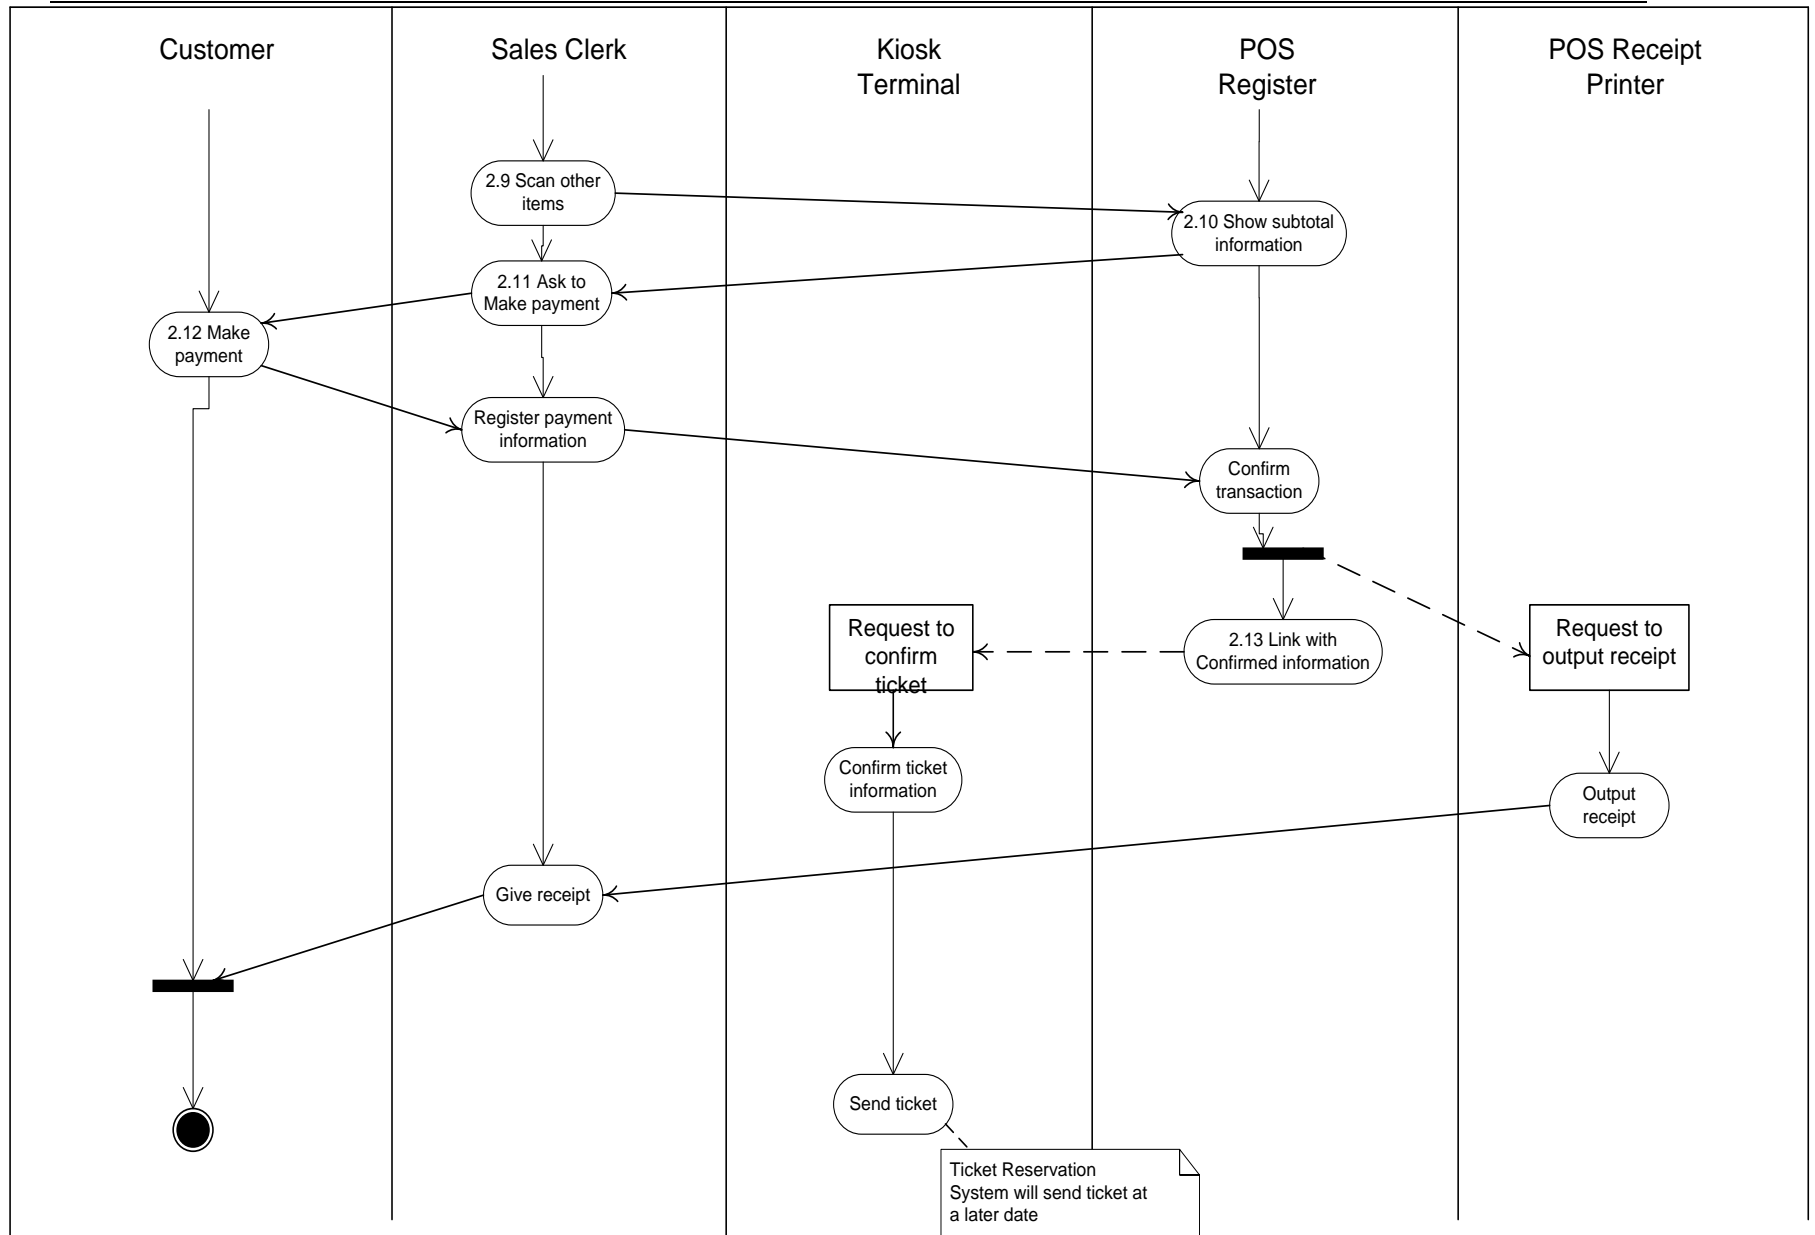 Customer
Sales Clerk
Kiosk
Terminal
POS
Register
POS Receipt
Printer
2.9 Scan other
items
2.10 Show subtotal
information
2.11 Ask to
Make payment
2.12 Make
payment
Register payment
information
Confirm
transaction
Request to
confirm
ticket
2.13 Link with
Confirmed information
Request to
output receipt
Confirm ticket
information
Output
receipt
Give receipt
Send ticket
Ticket Reservation
System will send ticket at
a later date